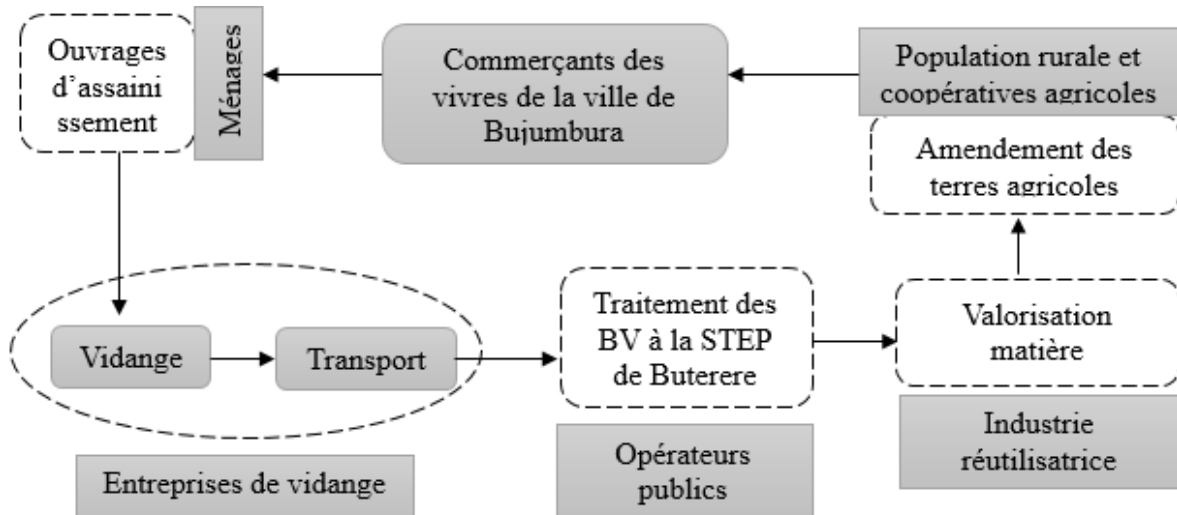 Ouvrages
d’assaini
ssement
Ménages
Commerçants des
vivres de la ville de
Bujumbura
Population rurale et
coopératives agricoles
Amendement des
terres agricoles
Vidange
Transport
Traitement des
BV à la STEP
de Buterere
Valorisation
matière
Entreprises de vidange
Opérateurs
publics
Industrie
réutilisatrice